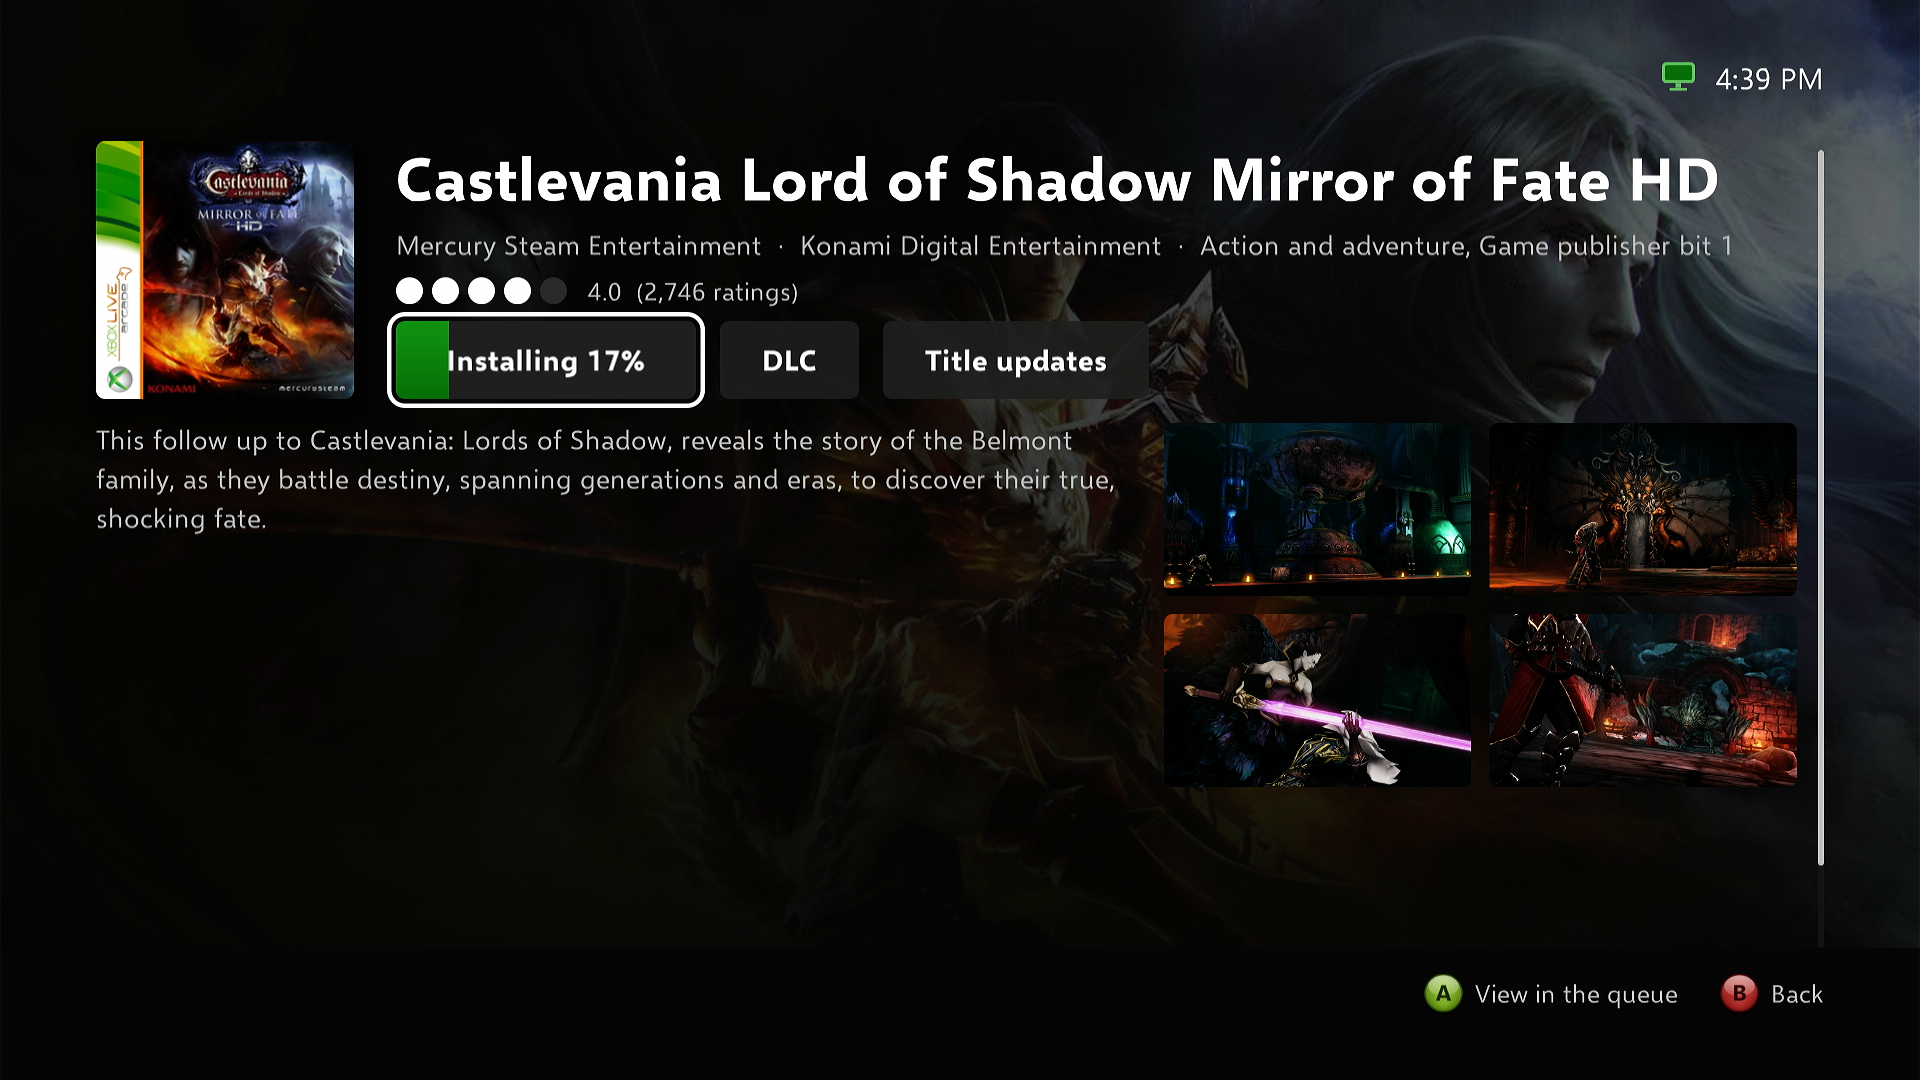 4:39 PM
Castlevania
Lords of Shadow
MIRROR of FATE
HD
XBOX LIVE
arcade
KONAMI
mercurysteam
Castlevania Lord of Shadow Mirror of Fate HD
Mercury Steam Entertainment · Konami Digital Entertainment · Action and adventure, Game publisher bit 1
4.0 (2,746 ratings)
Installing 17%
DLC
Title updates
This follow up to Castlevania: Lords of Shadow, reveals the story of the Belmont
family, as they battle destiny, spanning generations and eras, to discover their true,
shocking fate.
A View in the queue
B Back